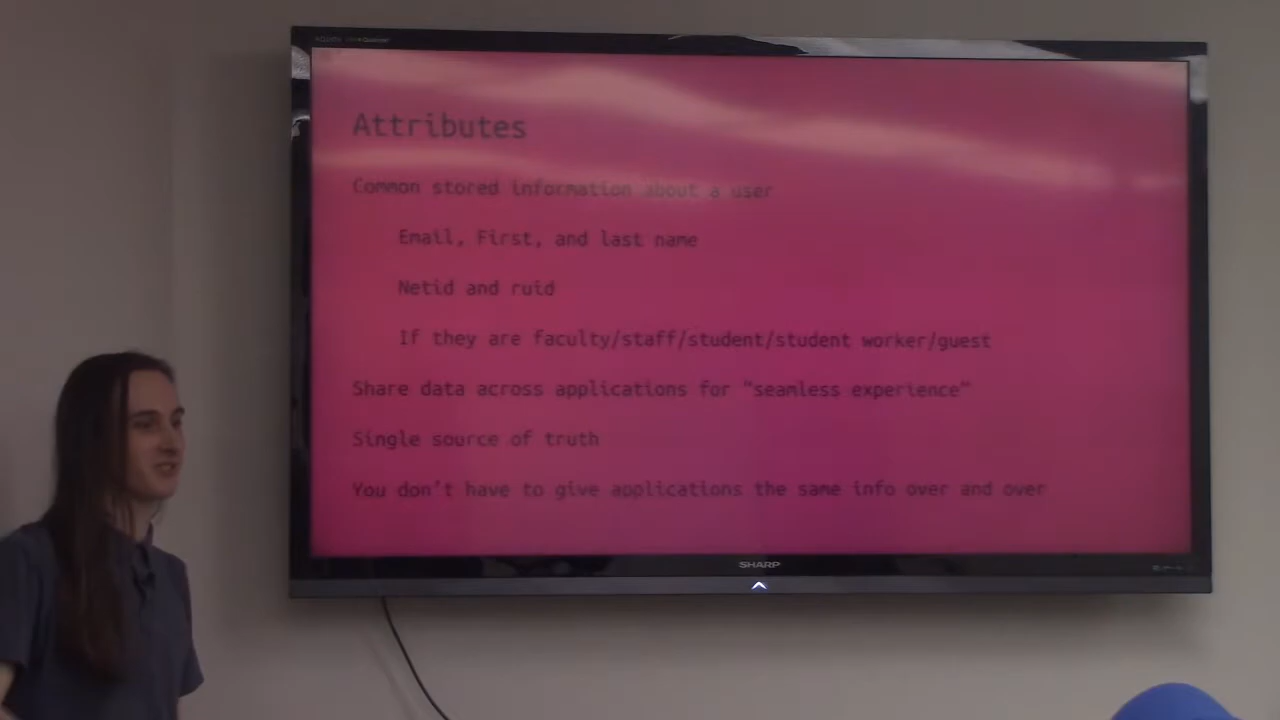 Attributes
Common stored information about a user
Email, First, and last name
Netid and ruid
If they are faculty/staff/student/student worker/guest
Share data across applications for "seamless experience"
Single source of truth
You don't have to give applications the same info over and over
SHARP